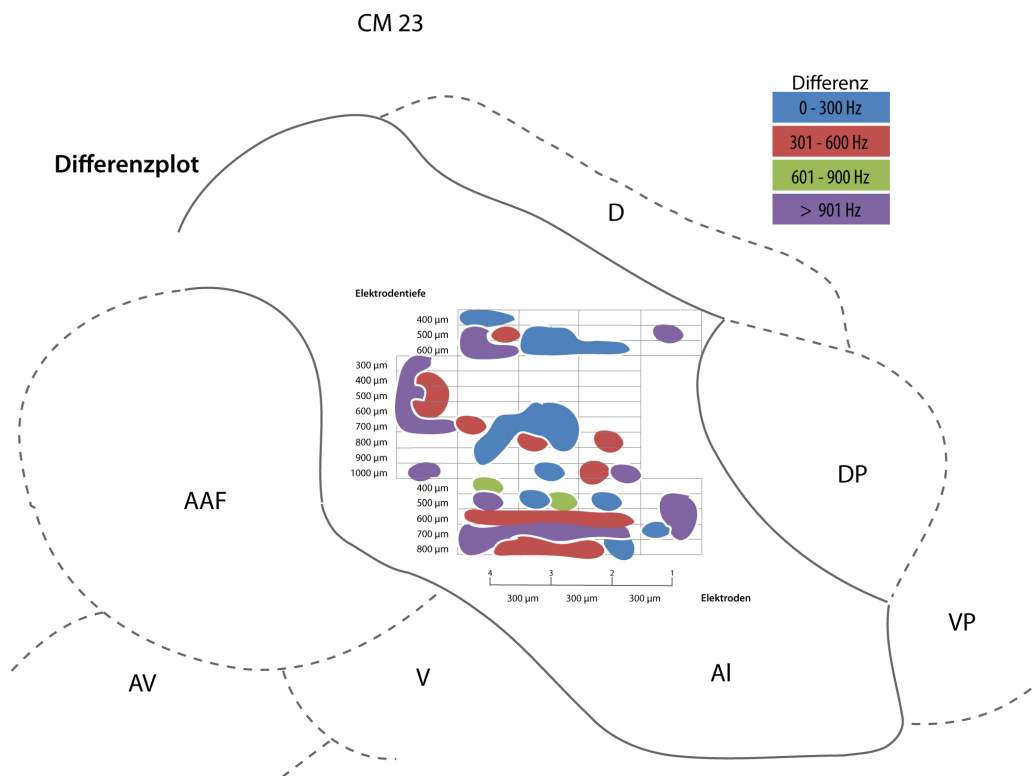 CM 23
Differenz
0 - 300 Hz
301 - 600 Hz
601 - 900 Hz
> 901 Hz
Differenzplot
D
Elektrodentiefe
400 µm
500 µm
600 µm
300 µm
400 µm
500 µm
600 µm
700 µm
800 µm
900 µm
1000 µm
400 µm
500 µm
600 µm
700 µm
800 µm
4 3 2 1
300 µm 300 µm 300 µm Elektroden
AAF
DP
VP
AV
V
Al